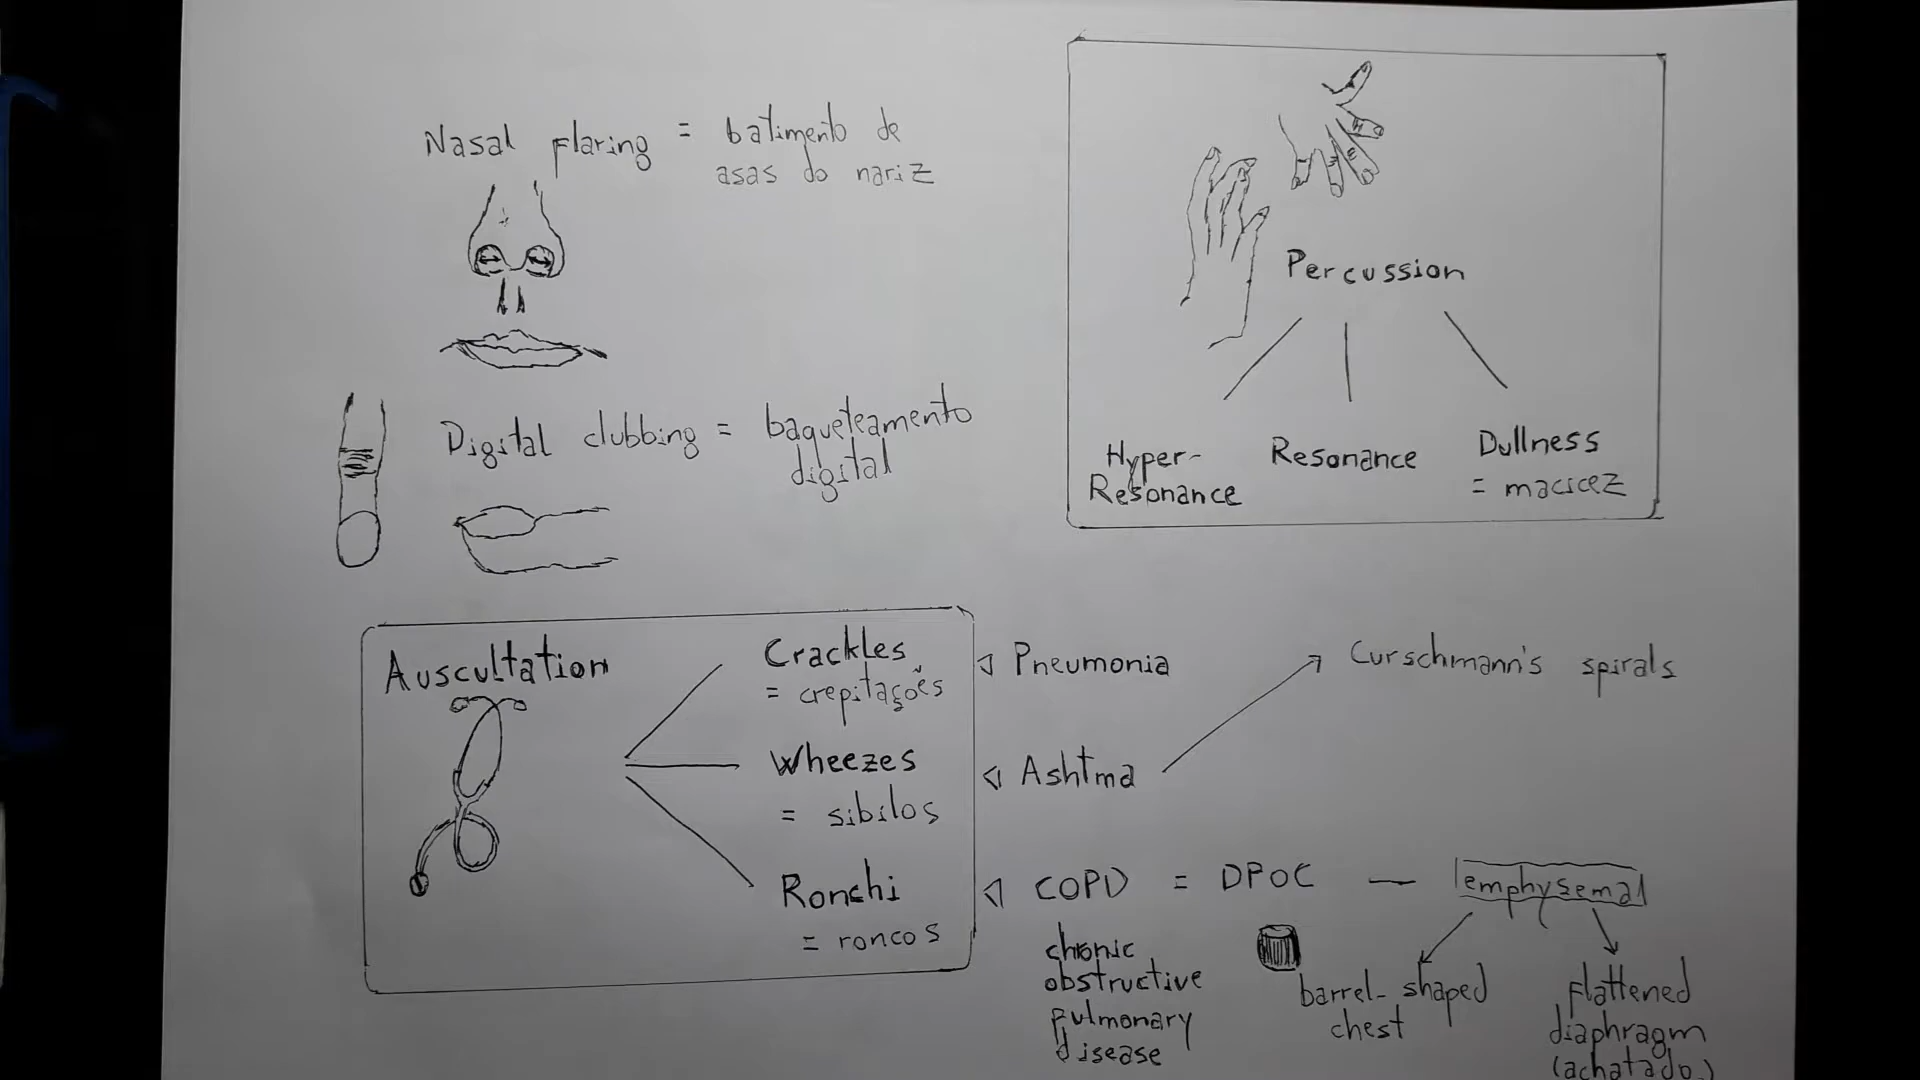 Nasal flaring = batimento de
asas do nariz
Digital clubbing = baqueteamento
digital
Percussion
Hyper-
Resonance
Resonance
Dullness
= macicez
Auscultation
Crackles
= crepitações
Wheezes
= sibilos
Ronchi
= roncos
Pneumonia
Ashtma
Curschmann's spirals
COPD = DPOC — emphysemal
chronic
obstructive
pulmonary
disease
barrel-shaped
chest
flattened
diaphragm
(achatado)